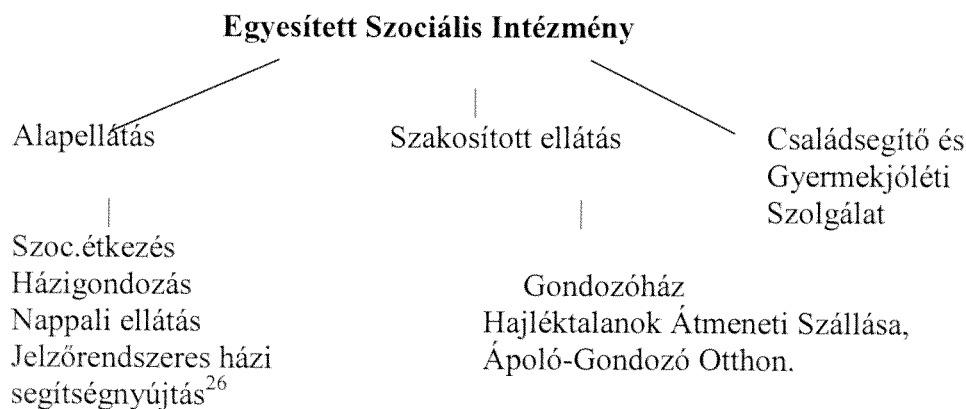 Egyesített Szociális Intézmény
Alapellátás
Szakosított ellátás
Családsegítő és
Gyermekjóléti
Szolgálat
Szoc.étkezés
Házigondozás
Nappali ellátás
Jelzőrendszeres házi
segítségnyújtás26
Gondozóház
Hajléktalanok Átmeneti Szállása,
Ápoló-Gondozó Otthon.